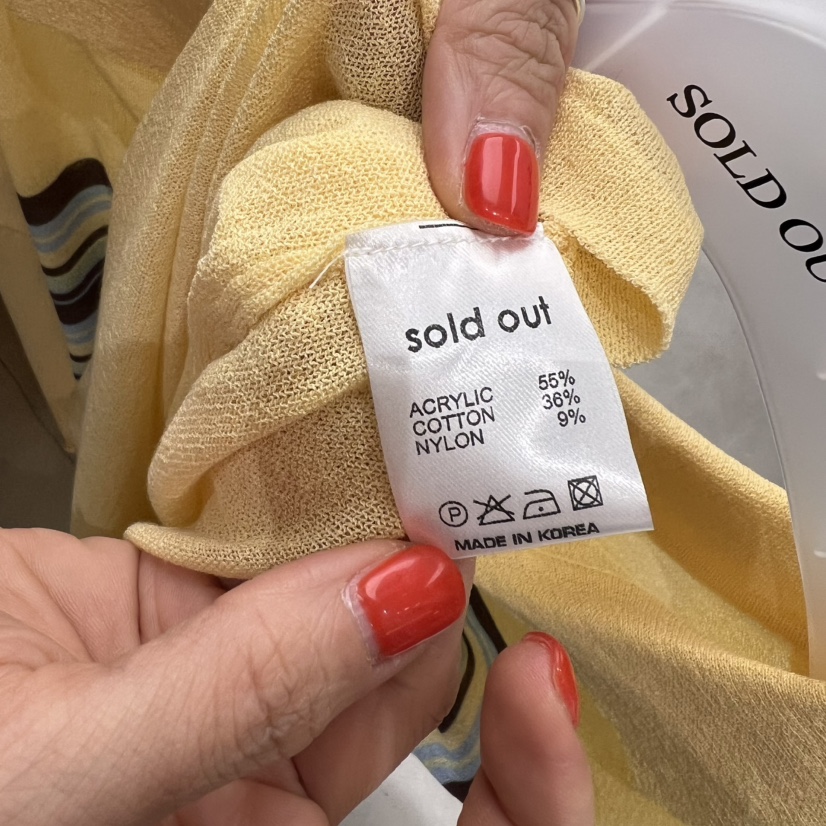 SOLD OU
sold out
ACRYLIC 55%
COTTON 36%
NYLON 9%
P
MADE IN KOREA